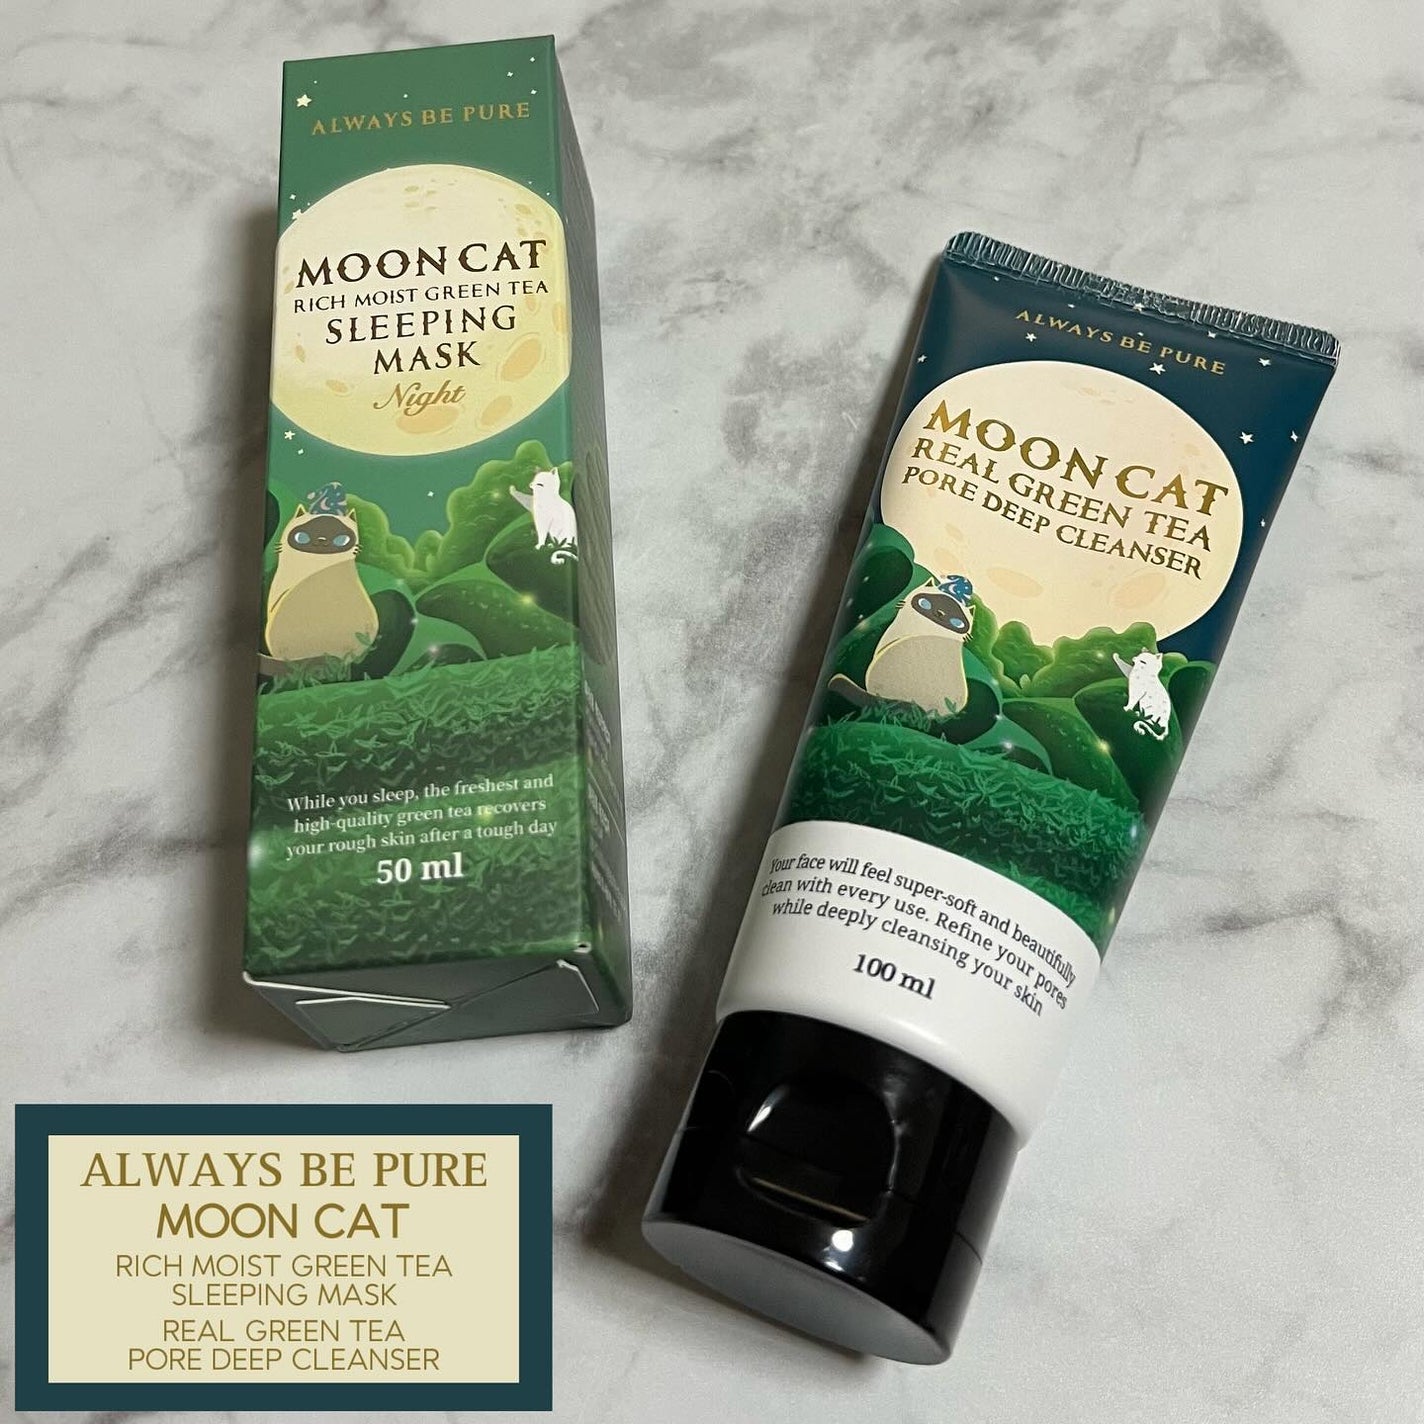 ALWAYS BE PURE
MOON CAT
RICH MOIST GREEN TEA
SLEEPING
MASK
Night
While you sleep, the freshest and
high-quality green tea recovers
your rough skin after a tough day
50 ml
ALWAYS BE PURE
MOON CAT
REAL GREEN TEA
PORE DEEP CLEANSER
Your face will feel super-soft and beautifully
clean with every use. Refine your pores
while deeply cleansing your skin
100 ml
ALWAYS BE PURE
MOON CAT
RICH MOIST GREEN TEA
SLEEPING MASK
REAL GREEN TEA
PORE DEEP CLEANSER